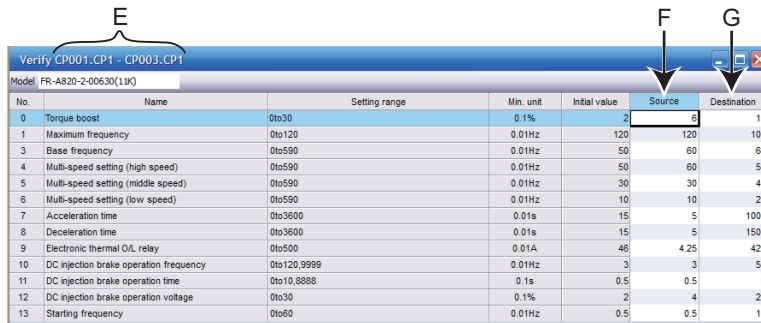 E
F
G
Verify CP001.CP1 - CP003.CP1
Model FR-A820-2-00630(11K)
No. Name Setting range Min. unit Initial value Source Destination
0 Torque boost 0to30 0.1% 2 6 1
1 Maximum frequency 0to120 0.01Hz 120 120 10
3 Base frequency 0to590 0.01Hz 50 60 6
4 Multi-speed setting (high speed) 0to590 0.01Hz 50 60 5
5 Multi-speed setting (middle speed) 0to590 0.01Hz 30 30 4
6 Multi-speed setting (low speed) 0to590 0.01Hz 10 10 2
7 Acceleration time 0to3600 0.01s 15 5 100
8 Deceleration time 0to3600 0.01s 15 5 150
9 Electronic thermal O/L relay 0to500 0.01A 46 4.25 42
10 DC injection brake operation frequency 0to120,9999 0.01Hz 3 3 5
11 DC injection brake operation time 0to10,8888 0.1s 0.5 0.5
12 DC injection brake operation voltage 0to30 0.1% 2 4 2
13 Starting frequency 0to60 0.01Hz 0.5 0.5 1